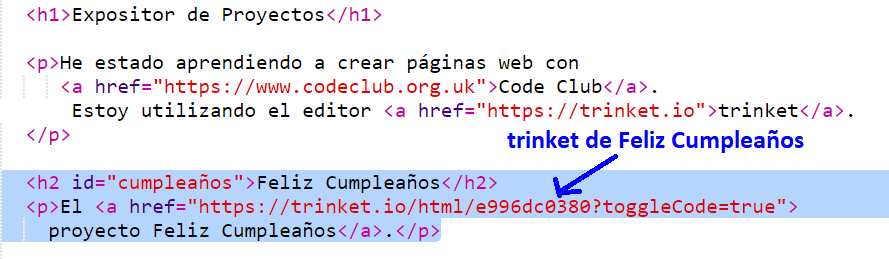 <h1>Expositor de Proyectos</h1>
<p>He estado aprendiendo a crear páginas web con
<a href="https://www.codeclub.org.uk">Code Club</a>.
Estoy utilizando el editor <a href="https://trinket.io">trinket</a>.
</p>
trinket de Feliz Cumpleaños
<h2 id="cumpleaños">Feliz Cumpleaños</h2>
<p>El <a href="https://trinket.io/html/e996dc0380?toggleCode=true">
proyecto Feliz Cumpleaños</a>.</p>